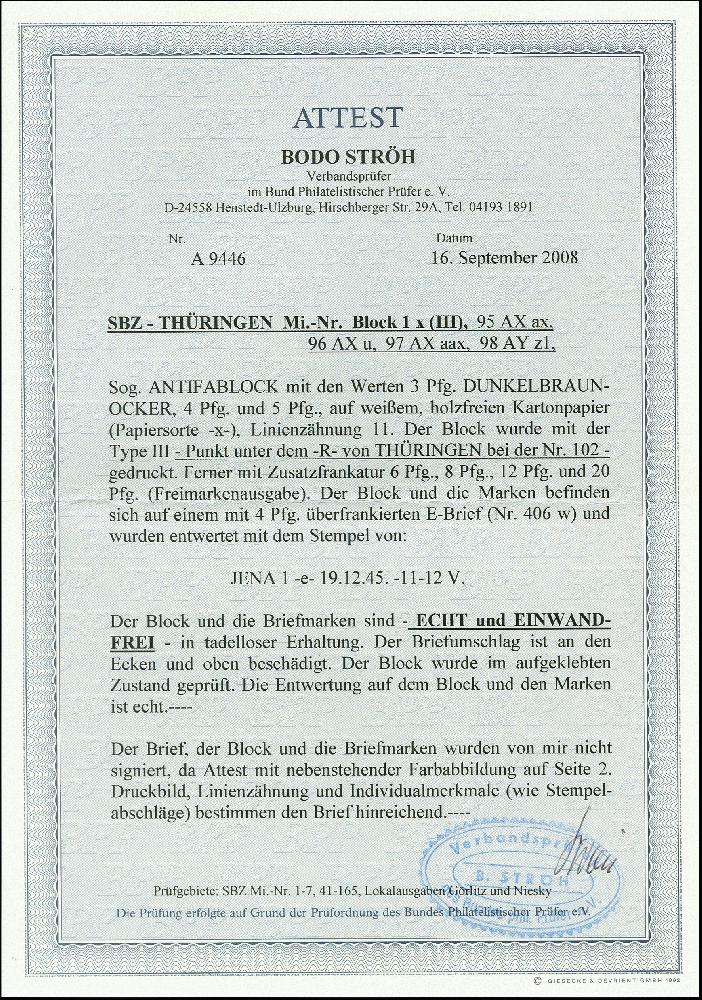 ATTEST
BODO STRÖH
Verbandsprüfer
im Bund Philatelistischer Prüfer e. V.
D-24558 Henstedt-Ulzburg, Hirschberger Str. 29A, Tel. 04193 1891
Nr. Datum
A 9446 16. September 2008
SBZ - THÜRINGEN Mi.-Nr. Block 1 x (III), 95 AX ax,
96 AX u, 97 AX aax, 98 AY z1,
Sog. ANTIFABLOCK mit den Werten 3 Pfg. DUNKELBRAUN-
OCKER, 4 Pfg. und 5 Pfg., auf weißem, holzfreien Kartonpapier
(Papiersorte -x-), Linienzähnung 11. Der Block wurde mit der
Type III - Punkt unter dem -R- von THÜRINGEN bei der Nr. 102 -
gedruckt. Ferner mit Zusatzfrankatur 6 Pfg., 8 Pfg., 12 Pfg. und 20
Pfg. (Freimarkenausgabe). Der Block und die Marken befinden
sich auf einem mit 4 Pfg. überfrankierten E-Brief (Nr. 406 w) und
wurden entwertet mit dem Stempel von:
JENA 1 -e- 19.12.45. -11-12 V.
Der Block und die Briefmarken sind - ECHT und EINWAND-
FREI - in tadelloser Erhaltung. Der Briefumschlag ist an den
Ecken und oben beschädigt. Der Block wurde im aufgeklebten
Zustand geprüft. Die Entwertung auf dem Block und den Marken
ist echt.----
Der Brief, der Block und die Briefmarken wurden von mir nicht
signiert, da Attest mit nebenstehender Farbabbildung auf Seite 2.
Druckbild, Linienzähnung und Individualmerkmale (wie Stempel-
abschläge) bestimmen den Brief hinreichend.----
B. STRÖH
Prüfgebiete: SBZ Mi.-Nr. 1-7, 41-165, Lokalausgaben Görlitz und Niesky
Die Prüfung erfolgte auf Grund der Prüfordnung des Bundes Philatelistischer Prüfer e.V.
© GIESECKE & DEVRIENT GMBH 1992